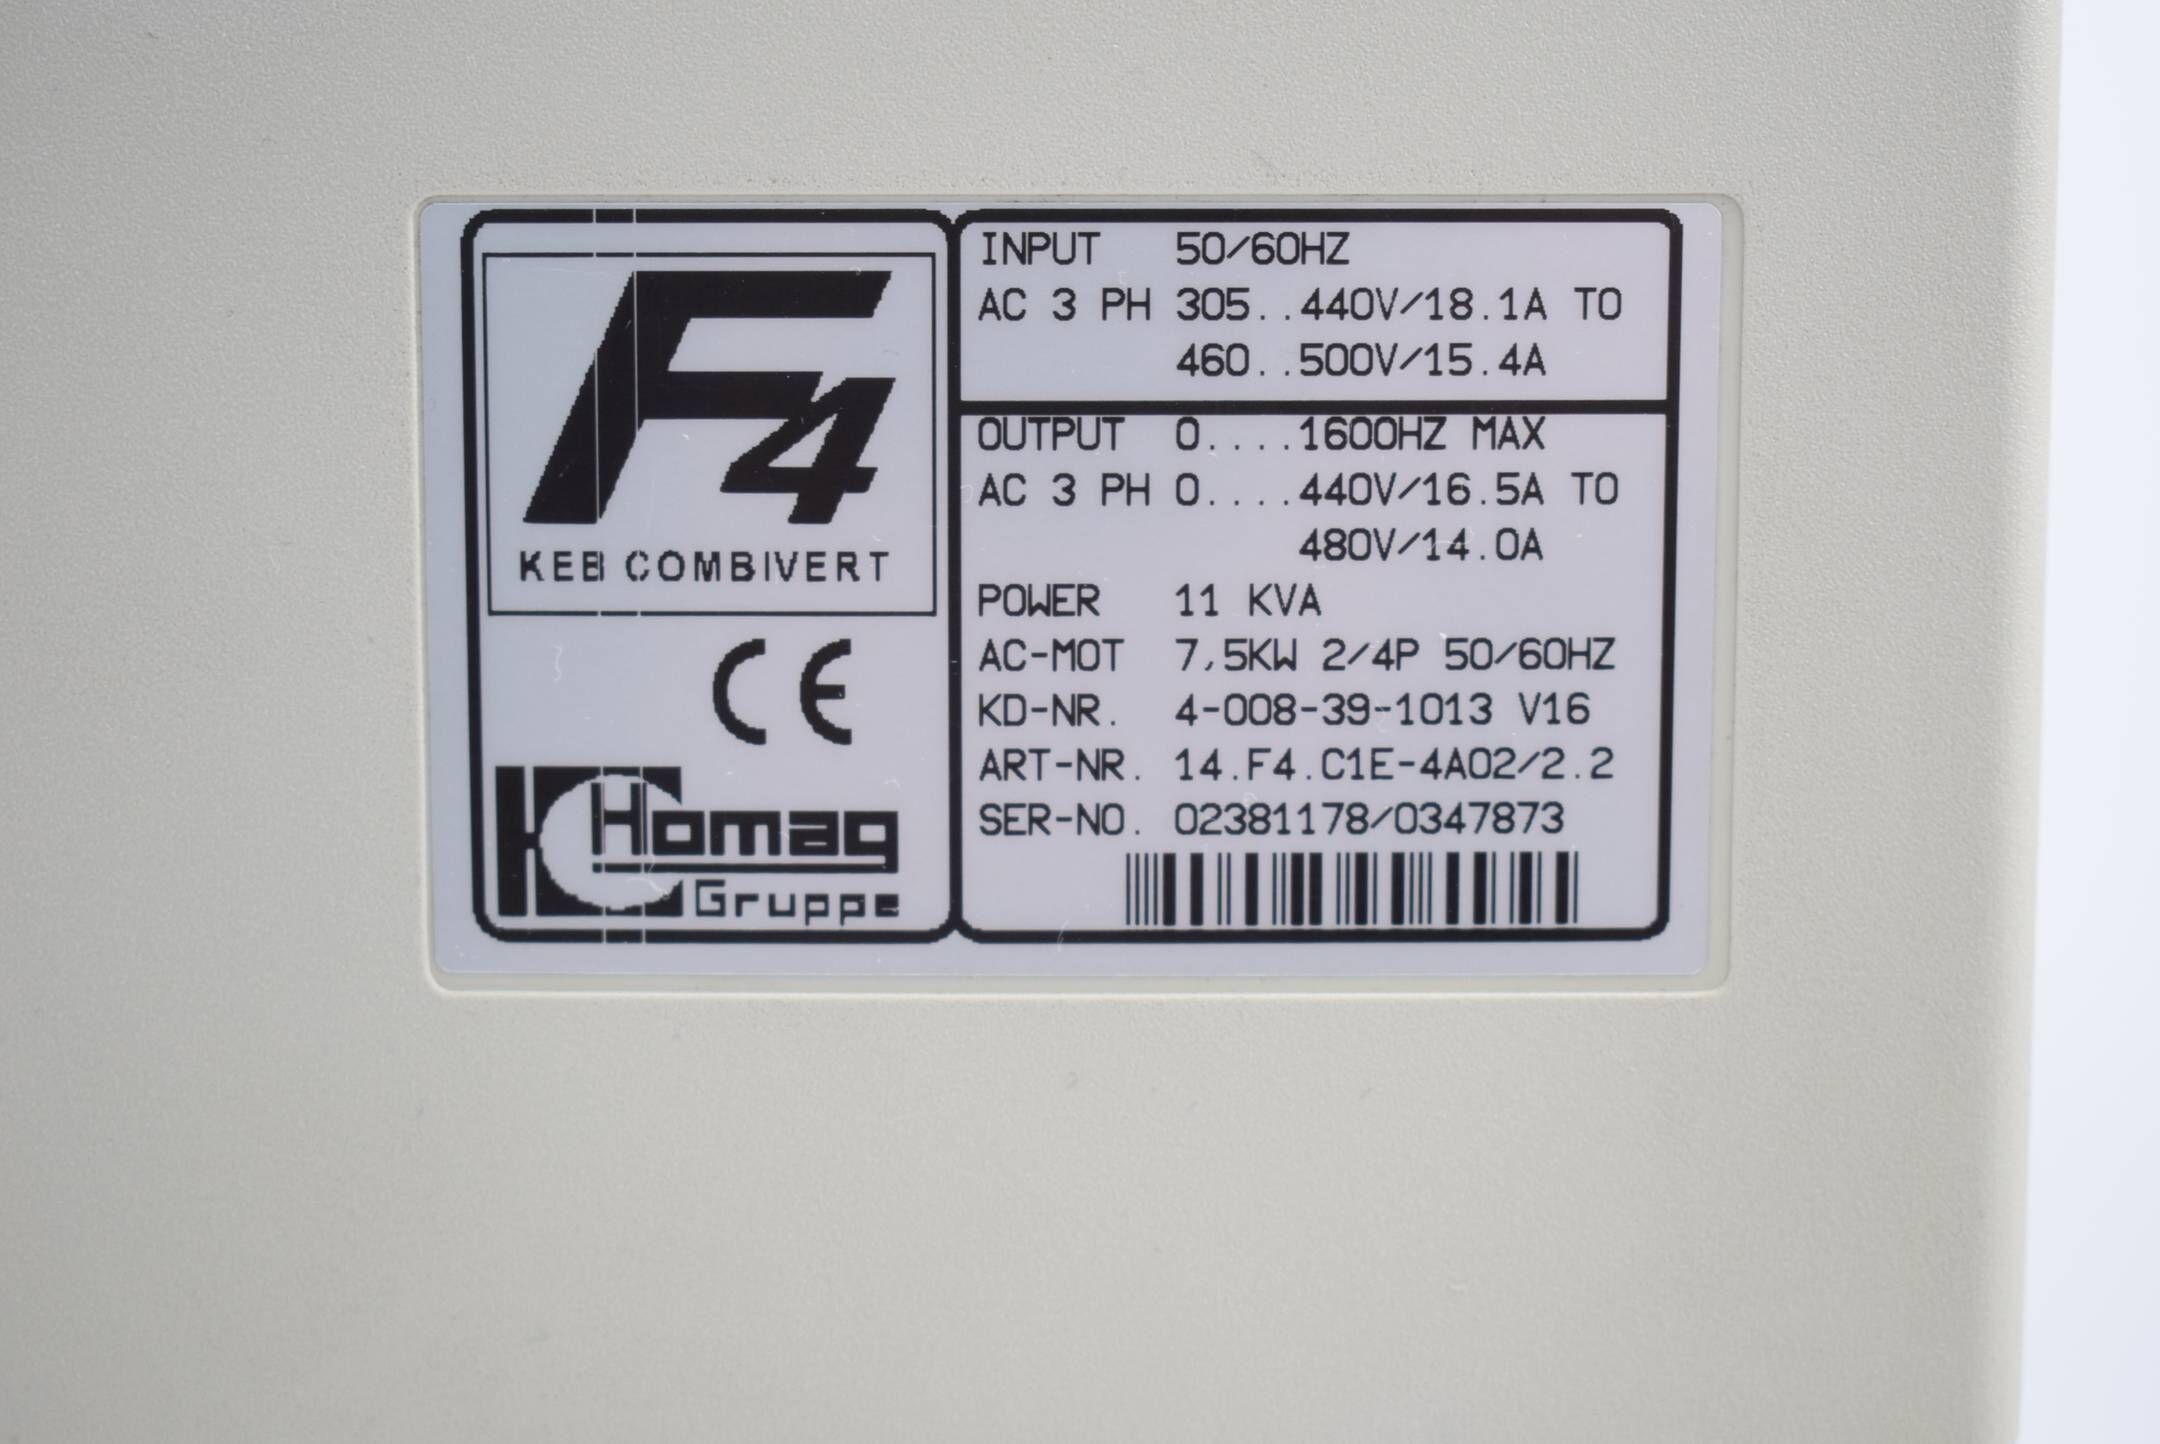 F4
KEB COMBIVERT
CE
Homag
Gruppe
INPUT 50/60HZ
AC 3 PH 305..440V/18.1A TO
460..500V/15.4A
OUTPUT 0....1600HZ MAX
AC 3 PH 0....440V/16.5A TO
480V/14.0A
POWER 11 KVA
AC-MOT 7,5KW 2/4P 50/60HZ
KD-NR. 4-008-39-1013 V16
ART-NR. 14.F4.C1E-4A02/2.2
SER-NO. 02381178/0347873